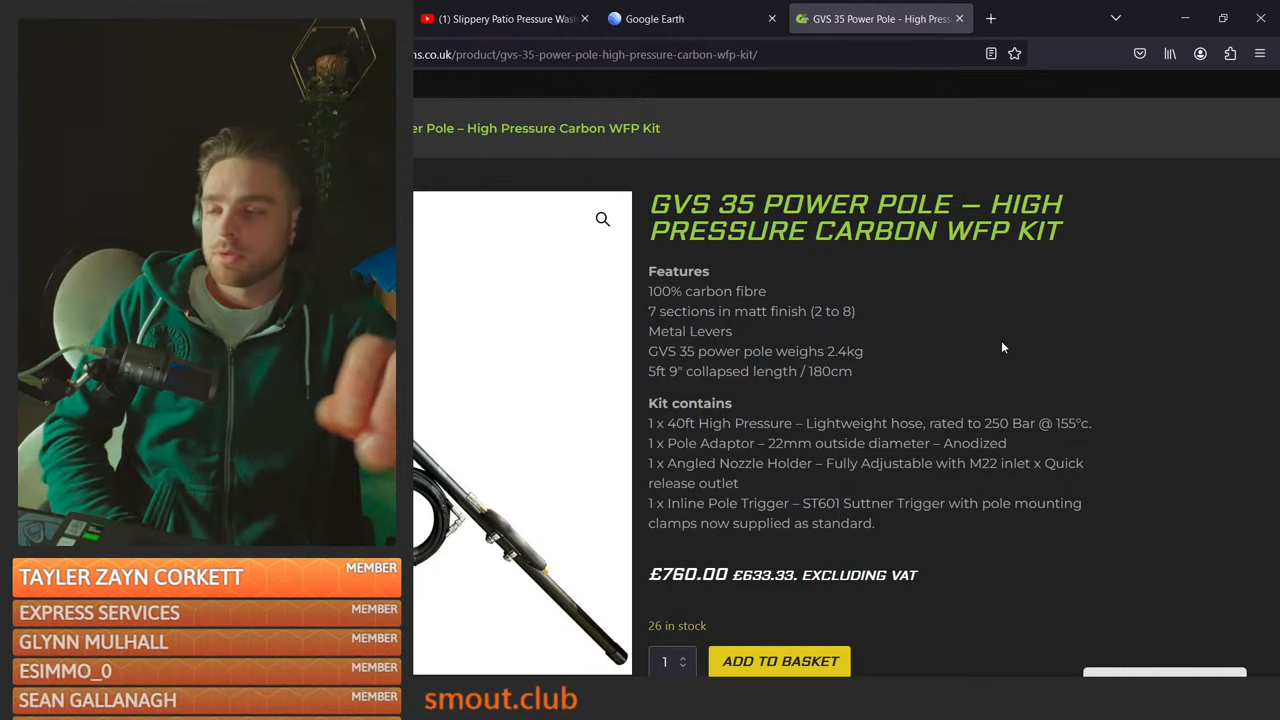 (1) Slippery Patio Pressure Was
Google Earth
GVS 35 Power Pole - High Press
ns.co.uk/product/gvs-35-power-pole-high-pressure-carbon-wfp-kit/
er Pole – High Pressure Carbon WFP Kit
GVS 35 POWER POLE – HIGH
PRESSURE CARBON WFP KIT
Features
100% carbon fibre
7 sections in matt finish (2 to 8)
Metal Levers
GVS 35 power pole weighs 2.4kg
5ft 9" collapsed length / 180cm
Kit contains
1 x 40ft High Pressure – Lightweight hose, rated to 250 Bar @ 155°c.
1 x Pole Adaptor – 22mm outside diameter – Anodized
1 x Angled Nozzle Holder – Fully Adjustable with M22 inlet x Quick
release outlet
1 x Inline Pole Trigger – ST601 Suttner Trigger with pole mounting
clamps now supplied as standard.
£760.00 £633.33. EXCLUDING VAT
26 in stock
1
ADD TO BASKET
TAYLER ZAYN CORKETT MEMBER
EXPRESS SERVICES MEMBER
GLYNN MULHALL MEMBER
ESIMMO_0 MEMBER
SEAN GALLANAGH MEMBER
smout.club